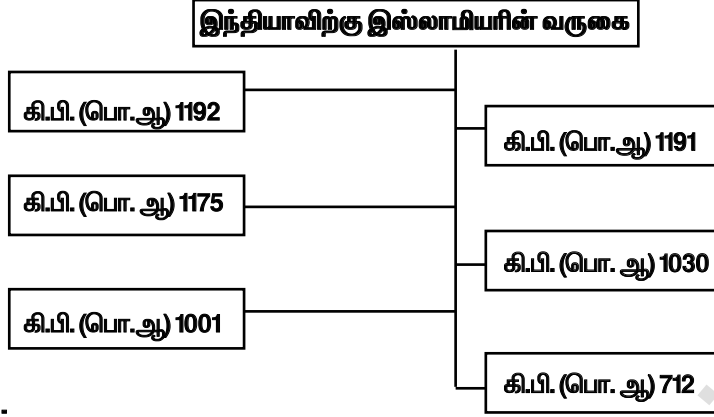 இந்தியாவிற்கு இஸ்லாமியரின் வருகை
கி.பி. (பொ.ஆ) 1192
கி.பி. (பொ.ஆ) 1191
கி.பி. (பொ. ஆ) 1175
கி.பி. (பொ. ஆ) 1030
கி.பி. (பொ.ஆ) 1001
கி.பி. (பொ. ஆ) 712